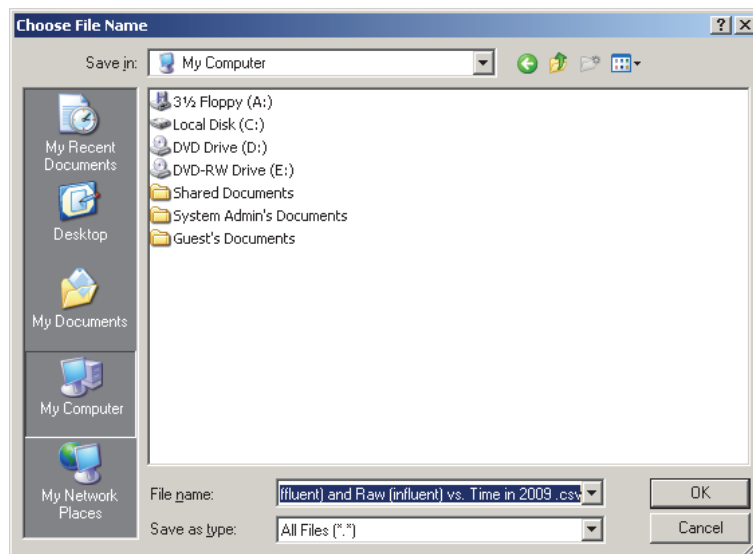 Choose File Name
Save in:
My Computer
My Recent
Documents
Desktop
My Documents
My Computer
My Network
Places
3½ Floppy (A:)
Local Disk (C:)
DVD Drive (D:)
DVD-RW Drive (E:)
Shared Documents
System Admin's Documents
Guest's Documents
File name:
ffluent) and Raw (influent) vs. Time in 2009 .csv
OK
Save as type:
All Files (*.*)
Cancel